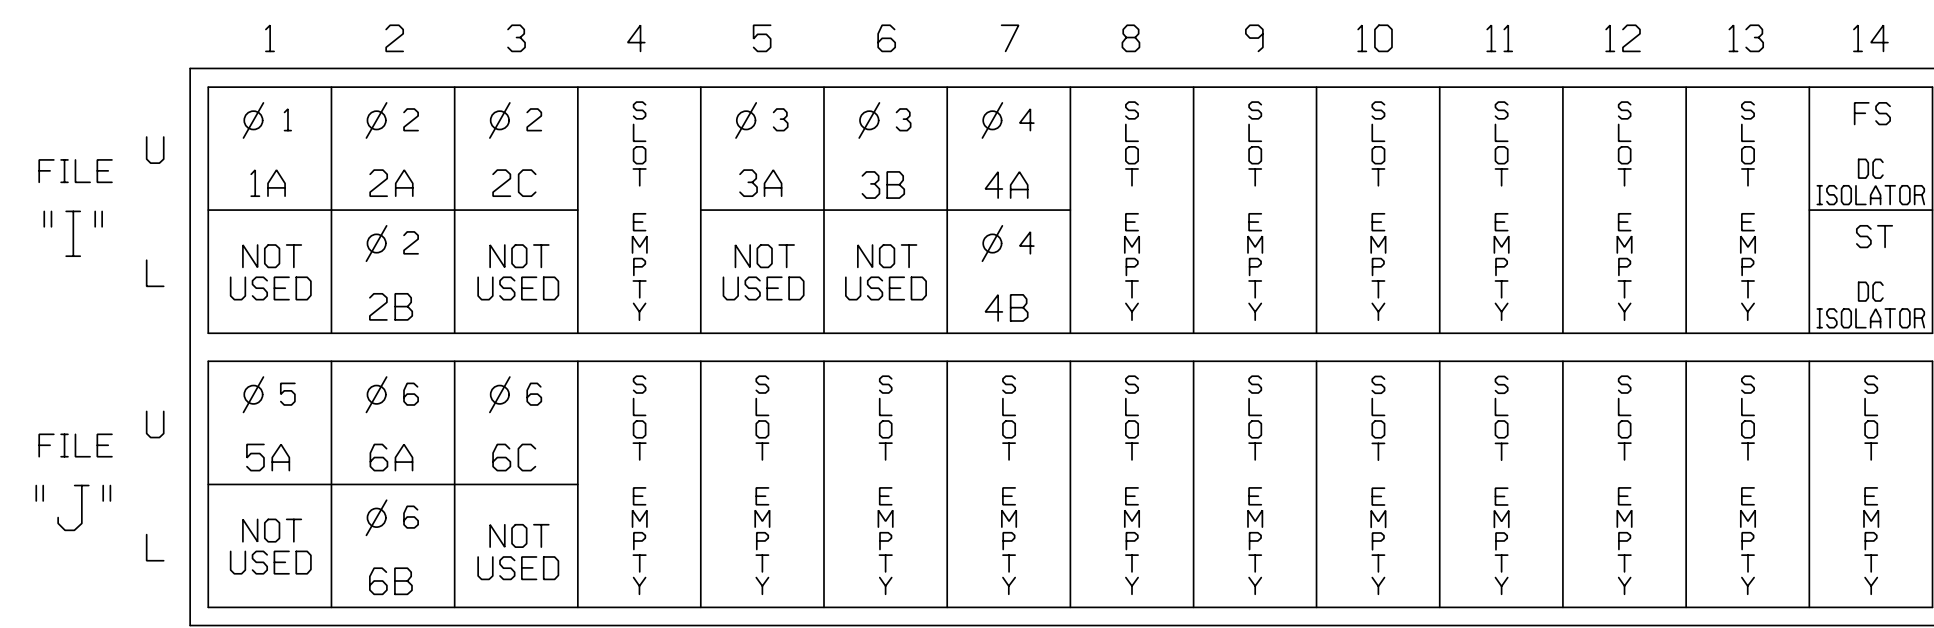 1 2 3 4 5 6 7 8 9 10 11 12 13 14
FILE "I"
U
L
Ø 1
1A
NOT
USED
Ø 2
2A
Ø 2
2B
Ø 2
2C
NOT
USED
SLOT EMPTY
Ø 3
3A
NOT
USED
Ø 3
3B
NOT
USED
Ø 4
4A
Ø 4
4B
SLOT EMPTY
SLOT EMPTY
SLOT EMPTY
SLOT EMPTY
SLOT EMPTY
SLOT EMPTY
FS
DC
ISOLATOR
ST
DC
ISOLATOR
FILE "J"
U
L
Ø 5
5A
NOT
USED
Ø 6
6A
Ø 6
6B
Ø 6
6C
NOT
USED
SLOT EMPTY
SLOT EMPTY
SLOT EMPTY
SLOT EMPTY
SLOT EMPTY
SLOT EMPTY
SLOT EMPTY
SLOT EMPTY
SLOT EMPTY
SLOT EMPTY
SLOT EMPTY